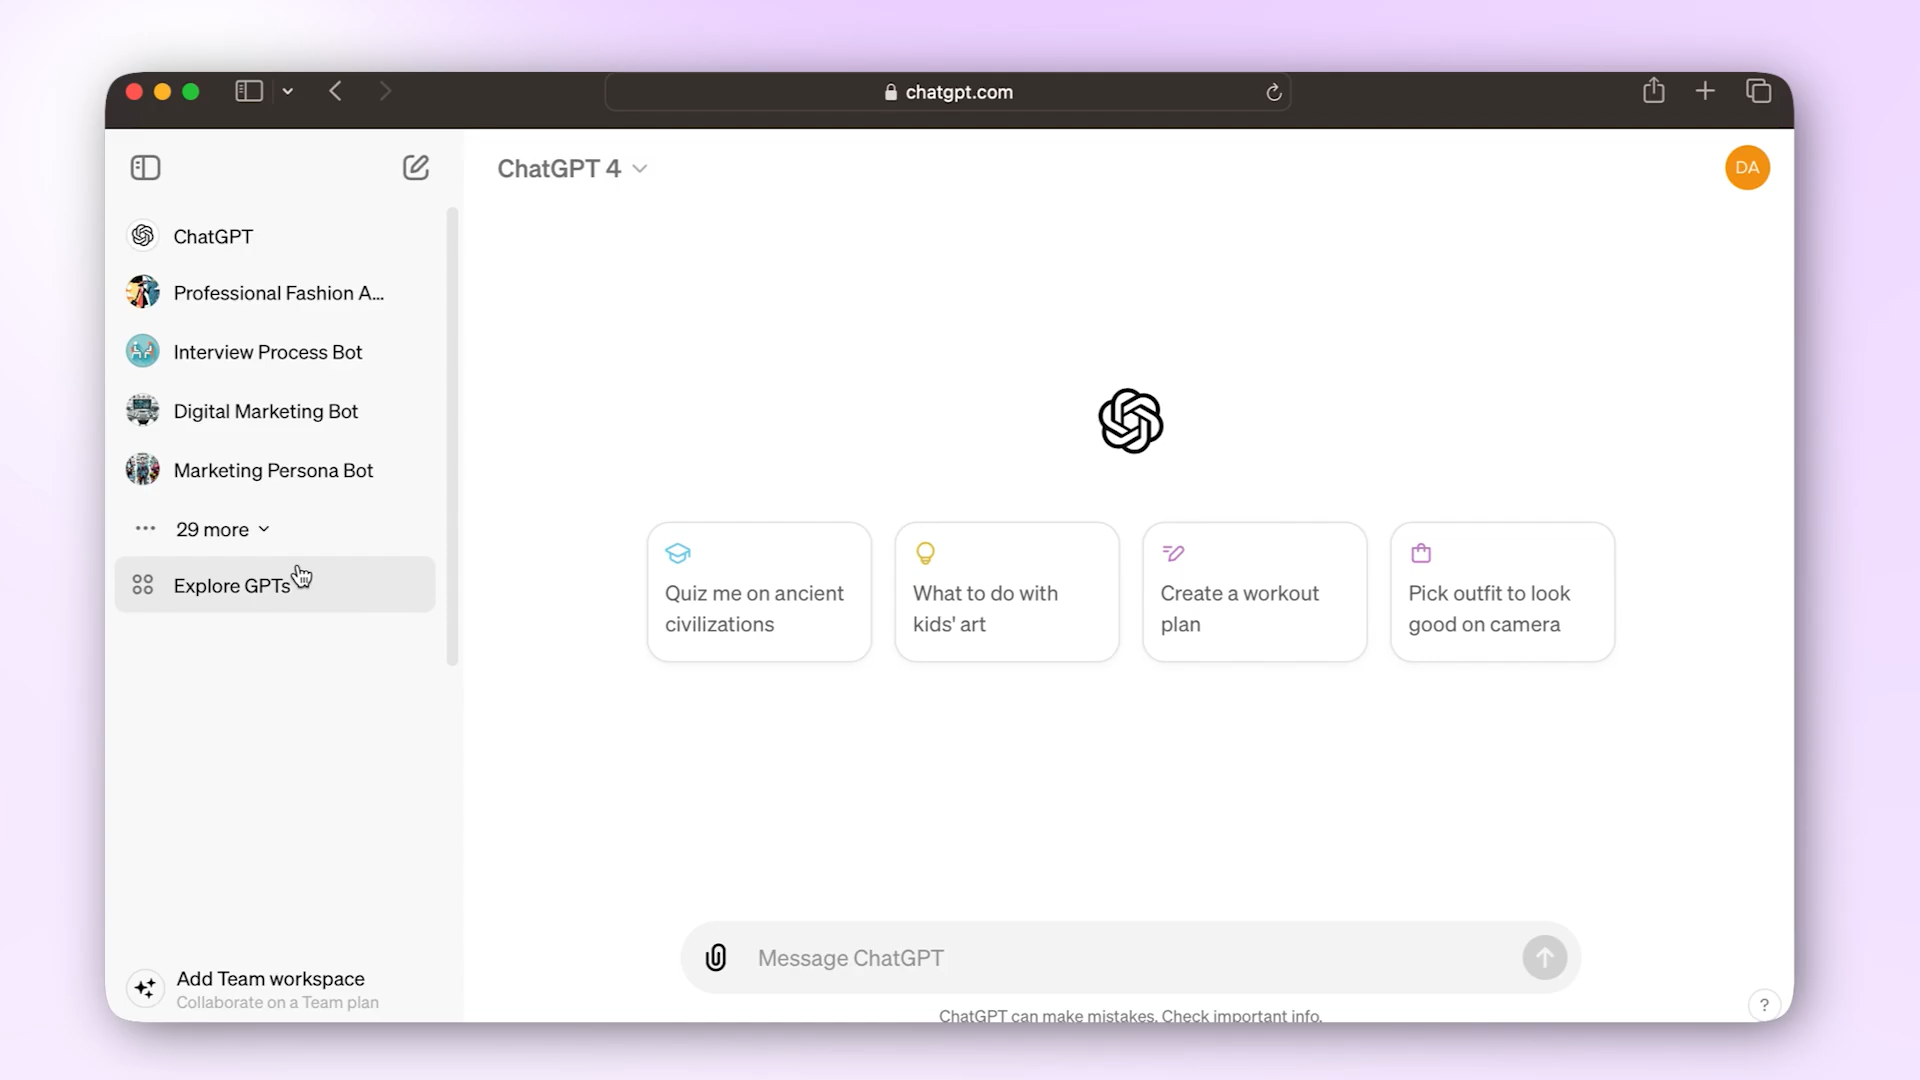 chatgpt.com
ChatGPT 4
DA
ChatGPT
Professional Fashion A...
Interview Process Bot
Digital Marketing Bot
Marketing Persona Bot
29 more
Explore GPTs
Quiz me on ancient
civilizations
What to do with
kids' art
Create a workout
plan
Pick outfit to look
good on camera
Message ChatGPT
Add Team workspace
Collaborate on a Team plan
ChatGPT can make mistakes. Check important info.
?